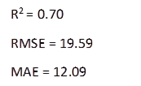 R² = 0.70
RMSE = 19.59
MAE = 12.09